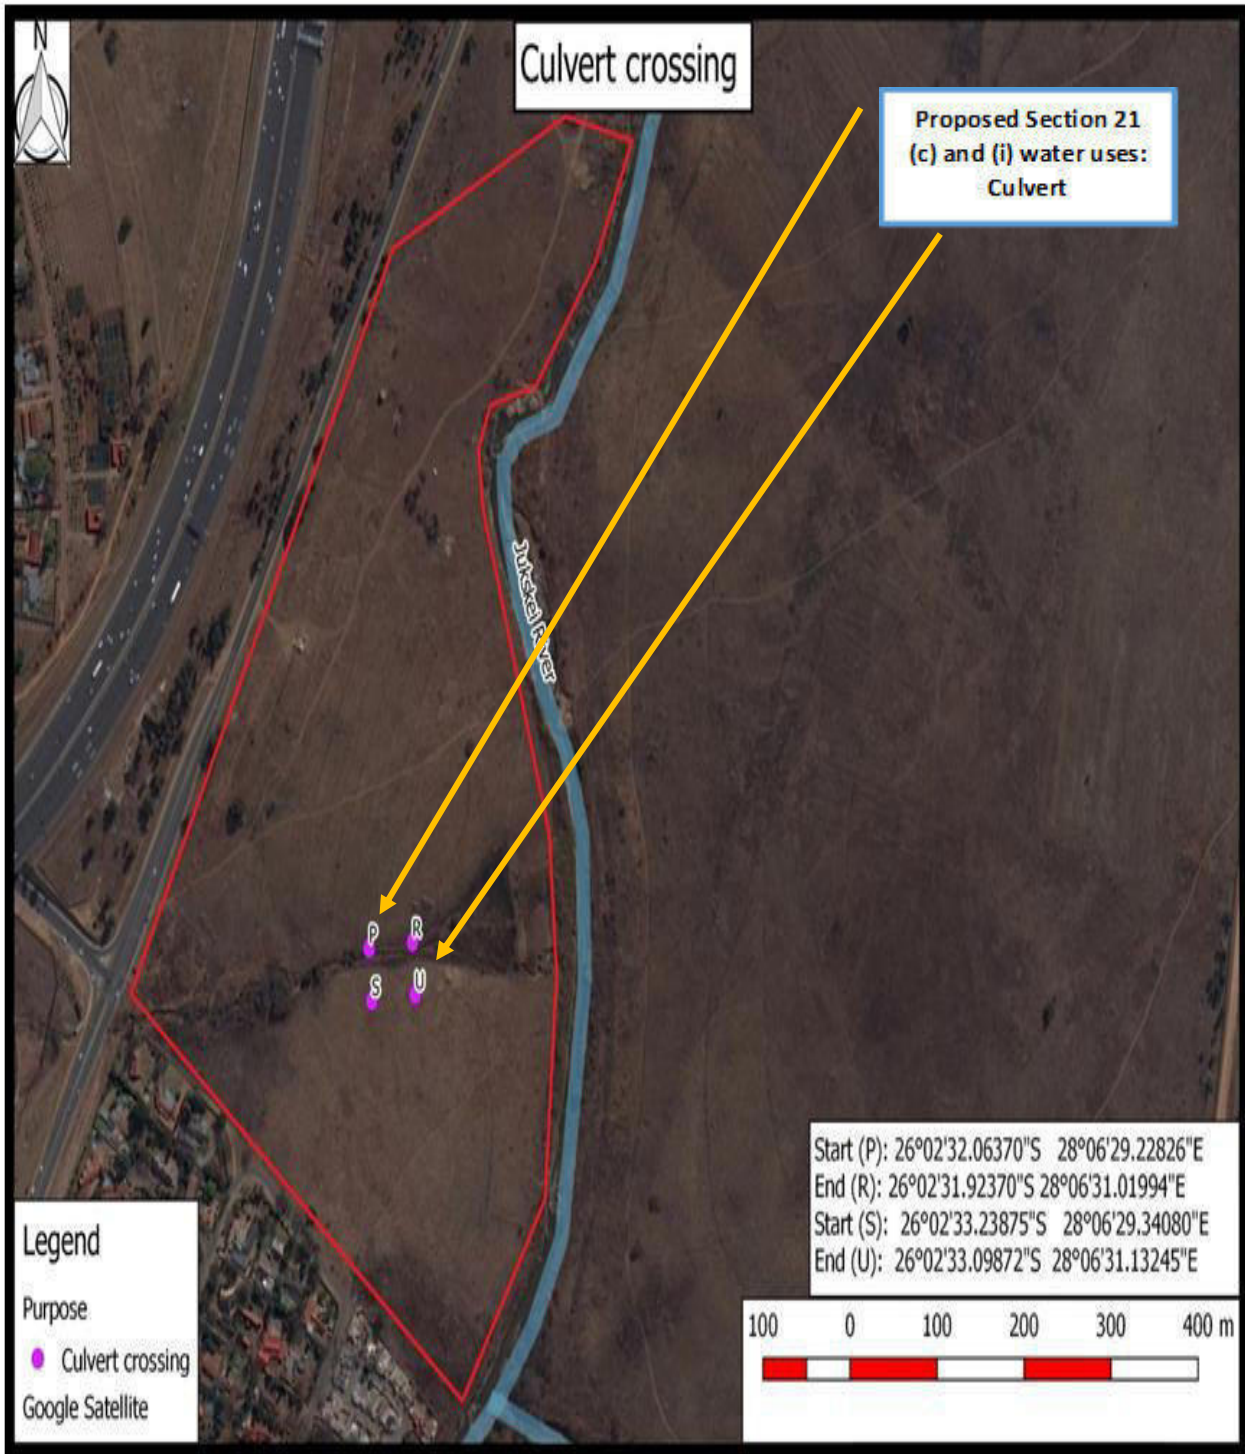 N
Culvert crossing
Proposed Section 21
(c) and (i) water uses:
Culvert
Jukskei River
P
R
S
U
Start (P): 26°02'32.06370"S 28°06'29.22826"E
End (R): 26°02'31.92370"S 28°06'31.01994"E
Start (S): 26°02'33.23875"S 28°06'29.34080"E
End (U): 26°02'33.09872"S 28°06'31.13245"E
Legend
Purpose
Culvert crossing
Google Satellite
100 0 100 200 300 400 m